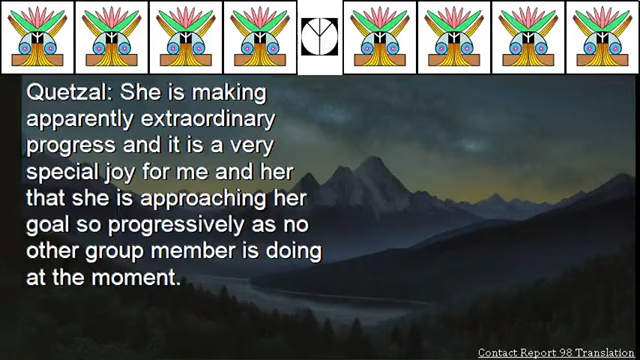 Quetzal: She is making
apparently extraordinary
progress and it is a very
special joy for me and her
that she is approaching her
goal so progressively as no
other group member is doing
at the moment.
Contact Report 98 Translation